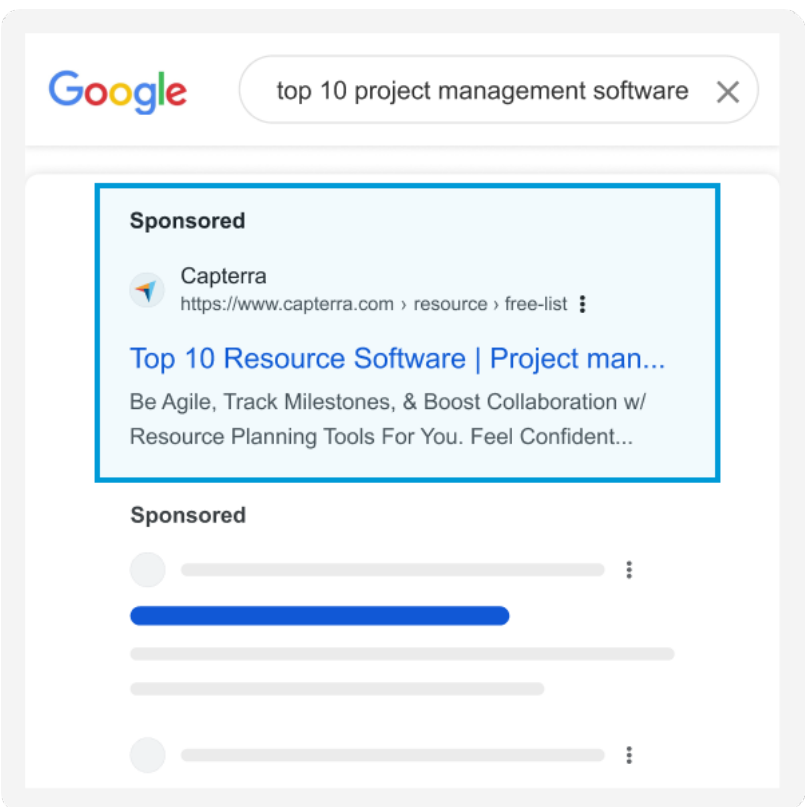 Google
top 10 project management software
Sponsored
Capterra
https://www.capterra.com › resource › free-list
Top 10 Resource Software | Project man...
Be Agile, Track Milestones, & Boost Collaboration w/
Resource Planning Tools For You. Feel Confident...
Sponsored